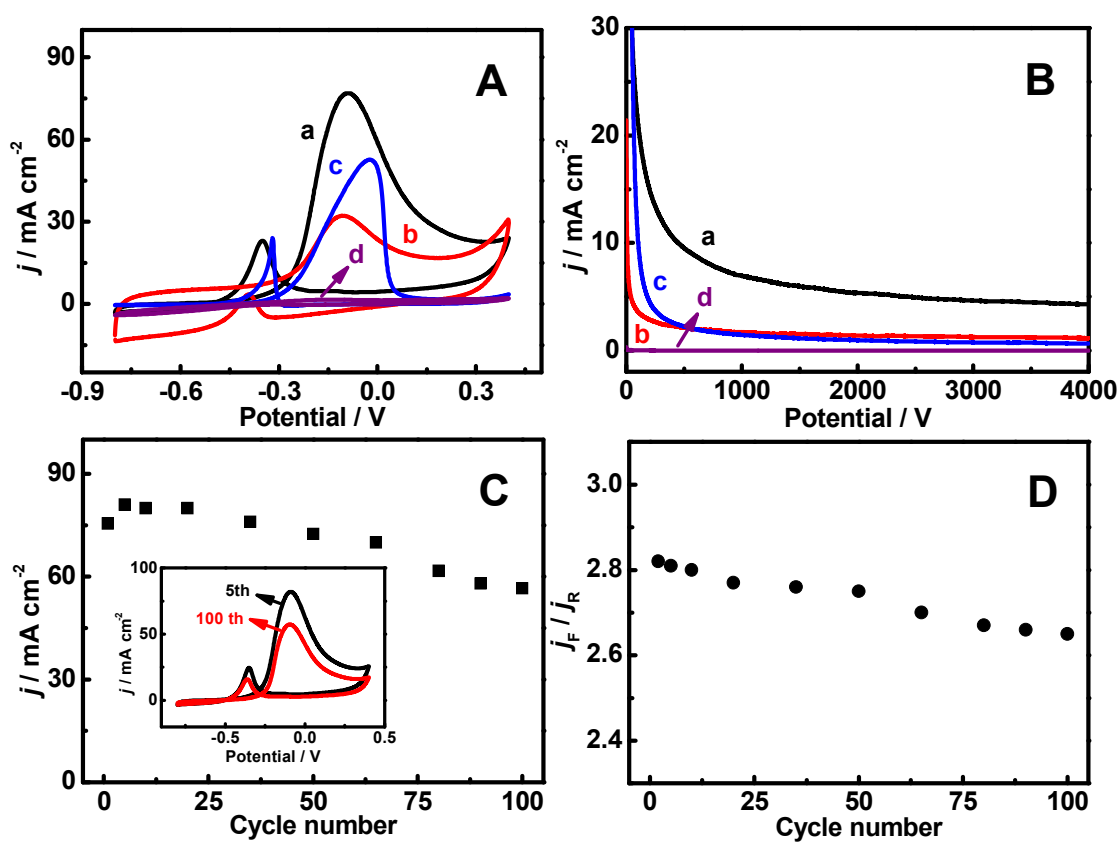 A
j / mA cm-2
90
60
30
0
-0.9 -0.6 -0.3 0.0 0.3
Potential / V
a
c
b
d
B
j / mA cm-2
30
20
10
0
0 1000 2000 3000 4000
Potential / V
a
c
d
b
C
j / mA cm-2
90
60
30
0
0 25 50 75 100
Cycle number
100
50
0
j / mA cm-2
5th
100 th
-0.5 0.0 0.5
Potential / V
D
jF / jR
3.0
2.8
2.6
2.4
0 25 50 75 100
Cycle number